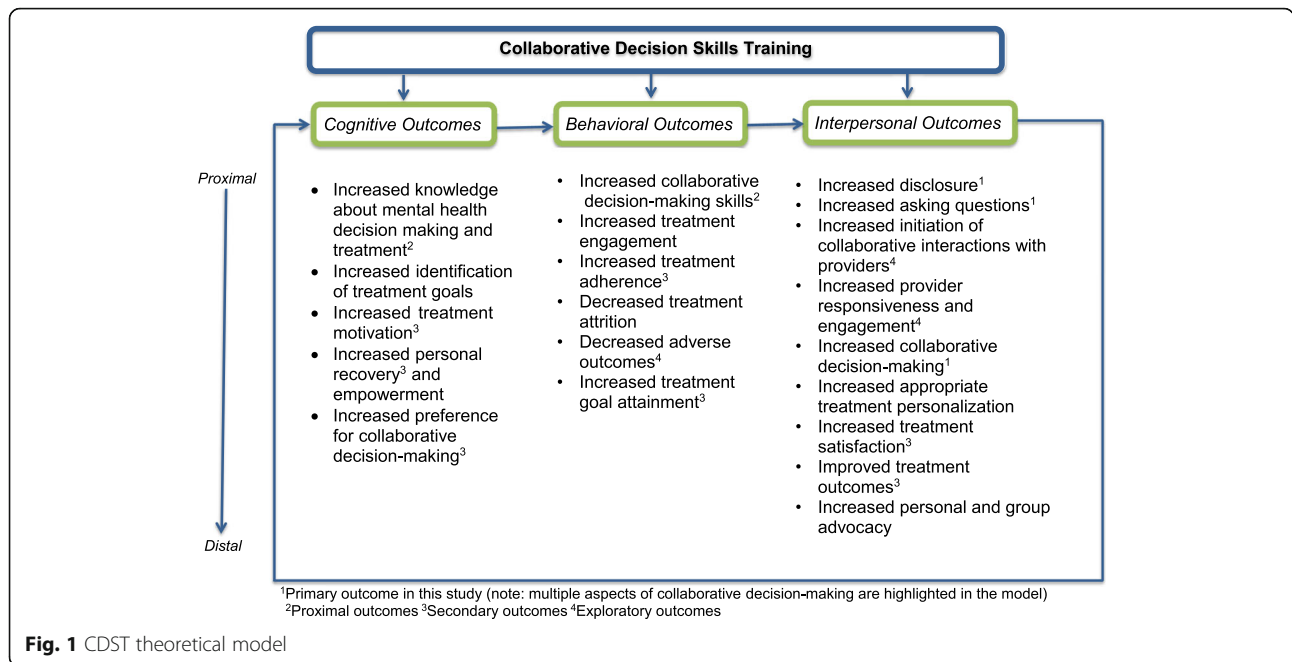 Collaborative Decision Skills Training
Cognitive Outcomes
Behavioral Outcomes
Interpersonal Outcomes
Proximal
Distal
• Increased knowledge
about mental health
decision making and
treatment²
• Increased identification
of treatment goals
• Increased treatment
motivation³
• Increased personal
recovery³ and
empowerment
• Increased preference
for collaborative
decision-making³
• Increased collaborative
decision-making skills²
• Increased treatment
engagement
• Increased treatment
adherence³
• Decreased treatment
attrition
• Decreased adverse
outcomes⁴
• Increased treatment
goal attainment³
• Increased disclosure¹
• Increased asking questions¹
• Increased initiation of
collaborative interactions with
providers⁴
• Increased provider
responsiveness and
engagement⁴
• Increased collaborative
decision-making¹
• Increased appropriate
treatment personalization
• Increased treatment
satisfaction³
• Improved treatment
outcomes³
• Increased personal and group
advocacy
¹Primary outcome in this study (note: multiple aspects of collaborative decision-making are highlighted in the model)
²Proximal outcomes ³Secondary outcomes ⁴Exploratory outcomes
Fig. 1 CDST theoretical model